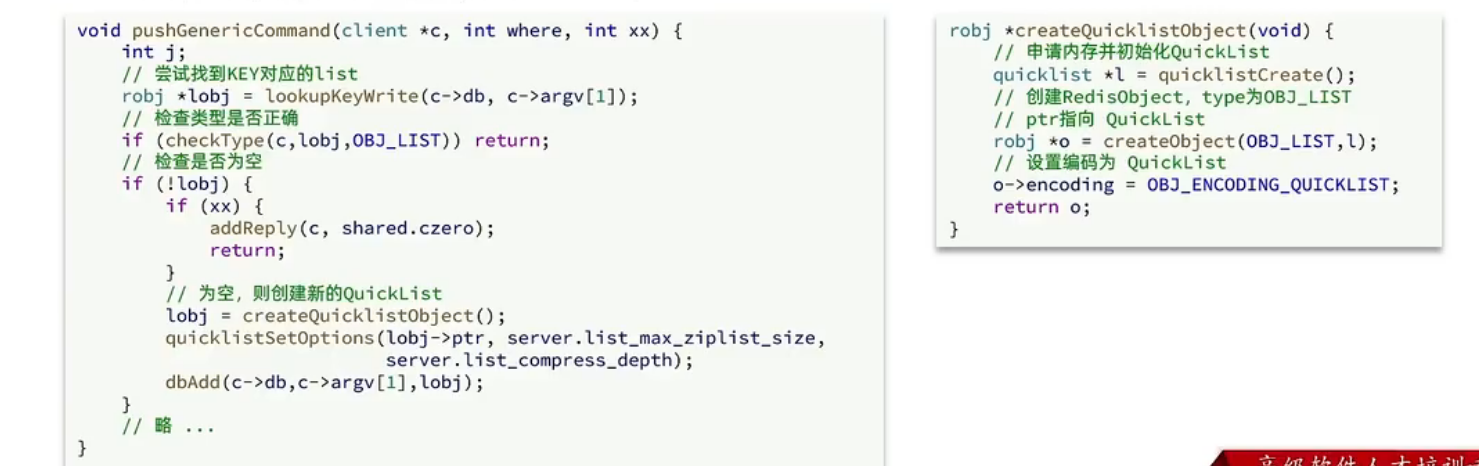 void pushGenericCommand(client *c, int where, int xx) {
    int j;
    // 尝试找到KEY对应的list
    robj *lobj = lookupKeyWrite(c->db, c->argv[1]);
    // 检查类型是否正确
    if (checkType(c,lobj,OBJ_LIST)) return;
    // 检查是否为空
    if (!lobj) {
        if (xx) {
            addReply(c, shared.czero);
            return;
        }
        // 为空，则创建新的QuickList
        lobj = createQuicklistObject();
        quicklistSetOptions(lobj->ptr, server.list_max_ziplist_size,
                            server.list_compress_depth);
        dbAdd(c->db,c->argv[1],lobj);
    }
    // 略 ...
}
robj *createQuicklistObject(void) {
    // 申请内存并初始化QuickList
    quicklist *l = quicklistCreate();
    // 创建RedisObject，type为OBJ_LIST
    // ptr指向 QuickList
    robj *o = createObject(OBJ_LIST,l);
    // 设置编码为 QuickList
    o->encoding = OBJ_ENCODING_QUICKLIST;
    return o;
}
高级软件人才培训